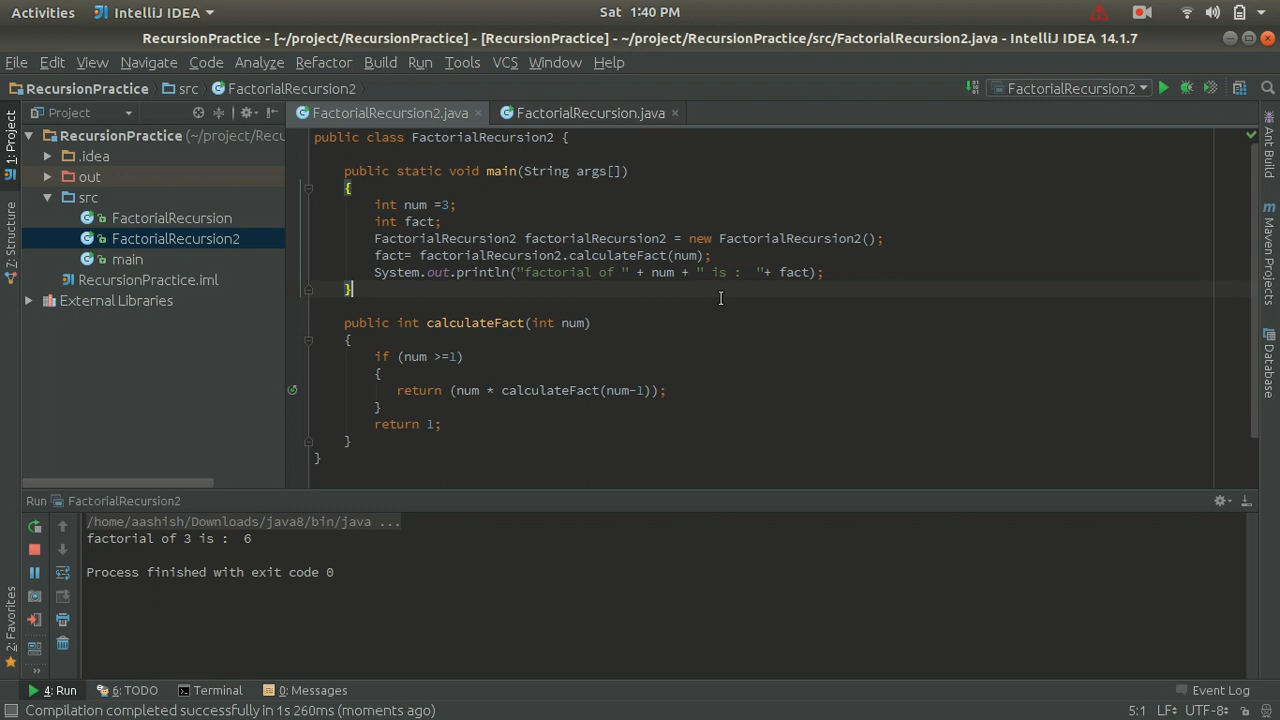 Activities IntelliJ IDEA Sat 1:40 PM
RecursionPractice - [~/project/RecursionPractice] - [RecursionPractice] - ~/project/RecursionPractice/src/FactorialRecursion2.java - IntelliJ IDEA 14.1.7
File Edit View Navigate Code Analyze Refactor Build Run Tools VCS Window Help
RecursionPractice src FactorialRecursion2 FactorialRecursion2
Project FactorialRecursion2.java FactorialRecursion.java
RecursionPractice (~/project/Recu
.idea
out
src
FactorialRecursion
FactorialRecursion2
main
RecursionPractice.iml
External Libraries
1: Project
7: Structure
2: Favorites
public class FactorialRecursion2 {
public static void main(String args[])
{
int num =3;
int fact;
FactorialRecursion2 factorialRecursion2 = new FactorialRecursion2();
fact= factorialRecursion2.calculateFact(num);
System.out.println("factorial of " + num + " is :  "+ fact);
}
public int calculateFact(int num)
{
if (num >=1)
{
return (num * calculateFact(num-1));
}
return 1;
}
}
Ant Build
Maven Projects
Database
Run FactorialRecursion2
/home/aashish/Downloads/java8/bin/java ...
factorial of 3 is :  6
Process finished with exit code 0
4: Run 6: TODO Terminal 0: Messages Event Log
Compilation completed successfully in 1s 260ms (moments ago) 5:1 LF UTF-8